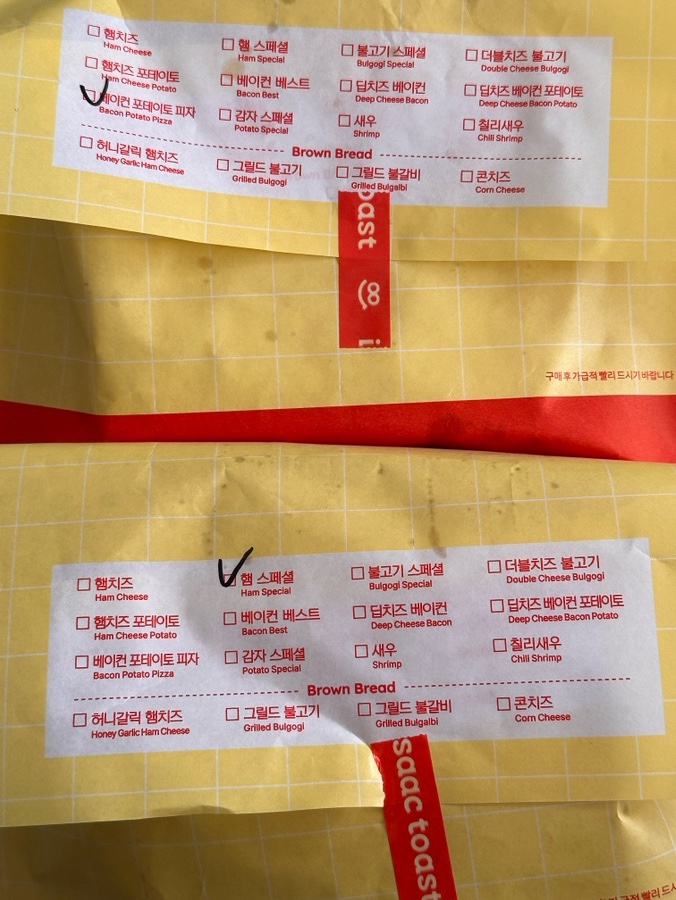 햄치즈
Ham Cheese
햄 스페셜
Ham Special
불고기 스페셜
Bulgogi Special
더블치즈 불고기
Double Cheese Bulgogi
햄치즈 포테이토
Ham Cheese Potato
베이컨 베스트
Bacon Best
딥치즈 베이컨
Deep Cheese Bacon
딥치즈 베이컨 포테이토
Deep Cheese Bacon Potato
베이컨 포테이토 피자
Bacon Potato Pizza
감자 스페셜
Potato Special
새우
Shrimp
칠리새우
Chili Shrimp
Brown Bread
허니갈릭 햄치즈
Honey Garlic Ham Cheese
그릴드 불고기
Grilled Bulgogi
그릴드 불갈비
Grilled Bulgalbi
콘치즈
Corn Cheese
oast
구매 후 가급적 빨리 드시기 바랍니다
햄치즈
Ham Cheese
햄 스페셜
Ham Special
불고기 스페셜
Bulgogi Special
더블치즈 불고기
Double Cheese Bulgogi
햄치즈 포테이토
Ham Cheese Potato
베이컨 베스트
Bacon Best
딥치즈 베이컨
Deep Cheese Bacon
딥치즈 베이컨 포테이토
Deep Cheese Bacon Potato
베이컨 포테이토 피자
Bacon Potato Pizza
감자 스페셜
Potato Special
새우
Shrimp
칠리새우
Chili Shrimp
Brown Bread
허니갈릭 햄치즈
Honey Garlic Ham Cheese
그릴드 불고기
Grilled Bulgogi
그릴드 불갈비
Grilled Bulgalbi
콘치즈
Corn Cheese
saac toast